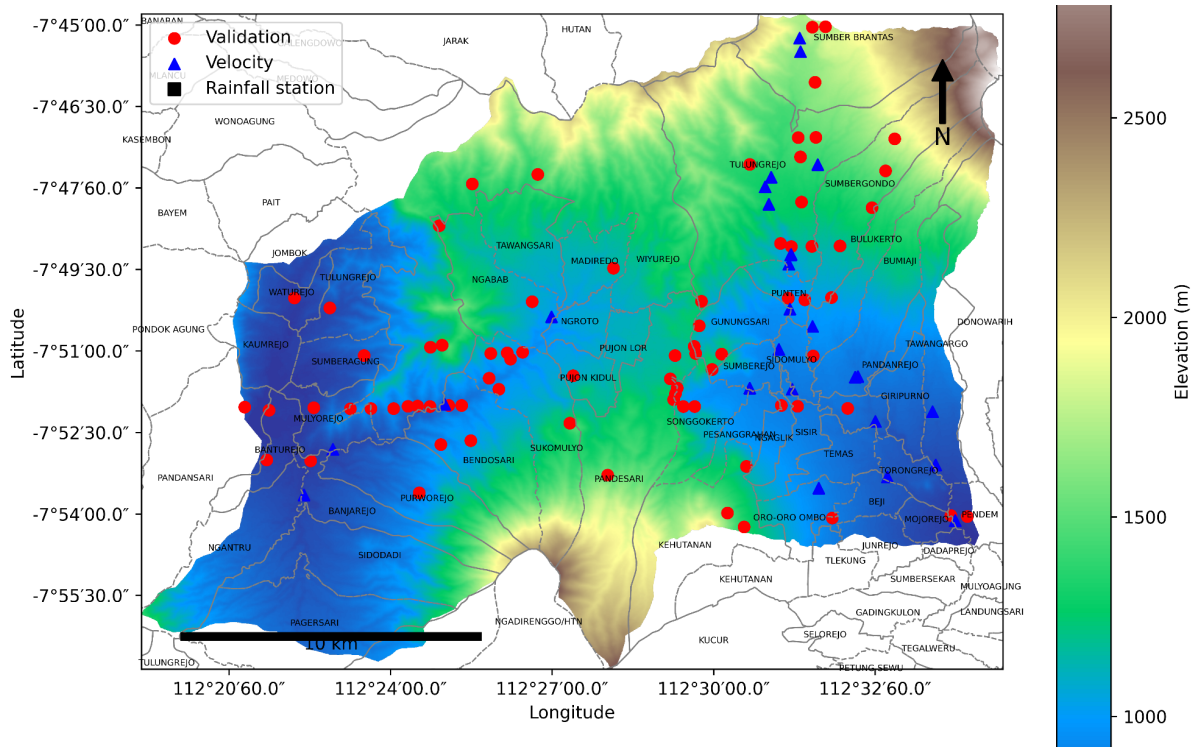 -7°45′00.0″
-7°46′30.0″
-7°47′60.0″
-7°49′30.0″
-7°51′00.0″
-7°52′30.0″
-7°54′00.0″
-7°55′30.0″
Latitude
Validation
Velocity
Rainfall station
BANARAN
JARAK
HUTAN
SUMBER BRANTAS
MEDOWO
WONOAGUNG
KASEMBON
N
TULUNGREJO
SUMBERGONDO
PAIT
BAYEM
BULUKERTO
TAWANGSARI
JOMBOK
MADIREDO
WIYUREJO
BUMIAJI
TULUNGREJO
NGABAB
WATUREJO
PUNTEN
PONDOK AGUNG
NGROTO
GUNUNGSARI
DONOWARIH
KAUMREJO
PUJON LOR
TAWANGARGO
SUMBERAGUNG
SIDOMULYO
SUMBEREJO
PANDANREJO
PUJON KIDUL
GIRIPURNO
MULYOREJO
SONGGOKERTO
PESANGGRAHAN
NGAGLIK
SISIR
BANTUREJO
SUKOMULYO
TEMAS
BENDOSARI
PANDANSARI
PANDESARI
TORONGREJO
PURWOREJO
BEJI
BANJAREJO
ORO-ORO OMBO
MOJOREJO
PENDEM
NGANTRU
SIDODADI
KEHUTANAN
JUNREJO
DADAPREJO
TLEKUNG
KEHUTANAN
SUMBERSEKAR
MULYOAGUNG
GADINGKULON
LANDUNGSARI
PAGERSARI
NGADIRENGGO/HTN
SELOREJO
KUCUR
10 km
TEGALWERU
TULUNGREJO
PETUNG SEWU
112°20′60.0″
112°24′00.0″
112°27′00.0″
112°30′00.0″
112°32′60.0″
Longitude
2500
2000
1500
1000
Elevation (m)